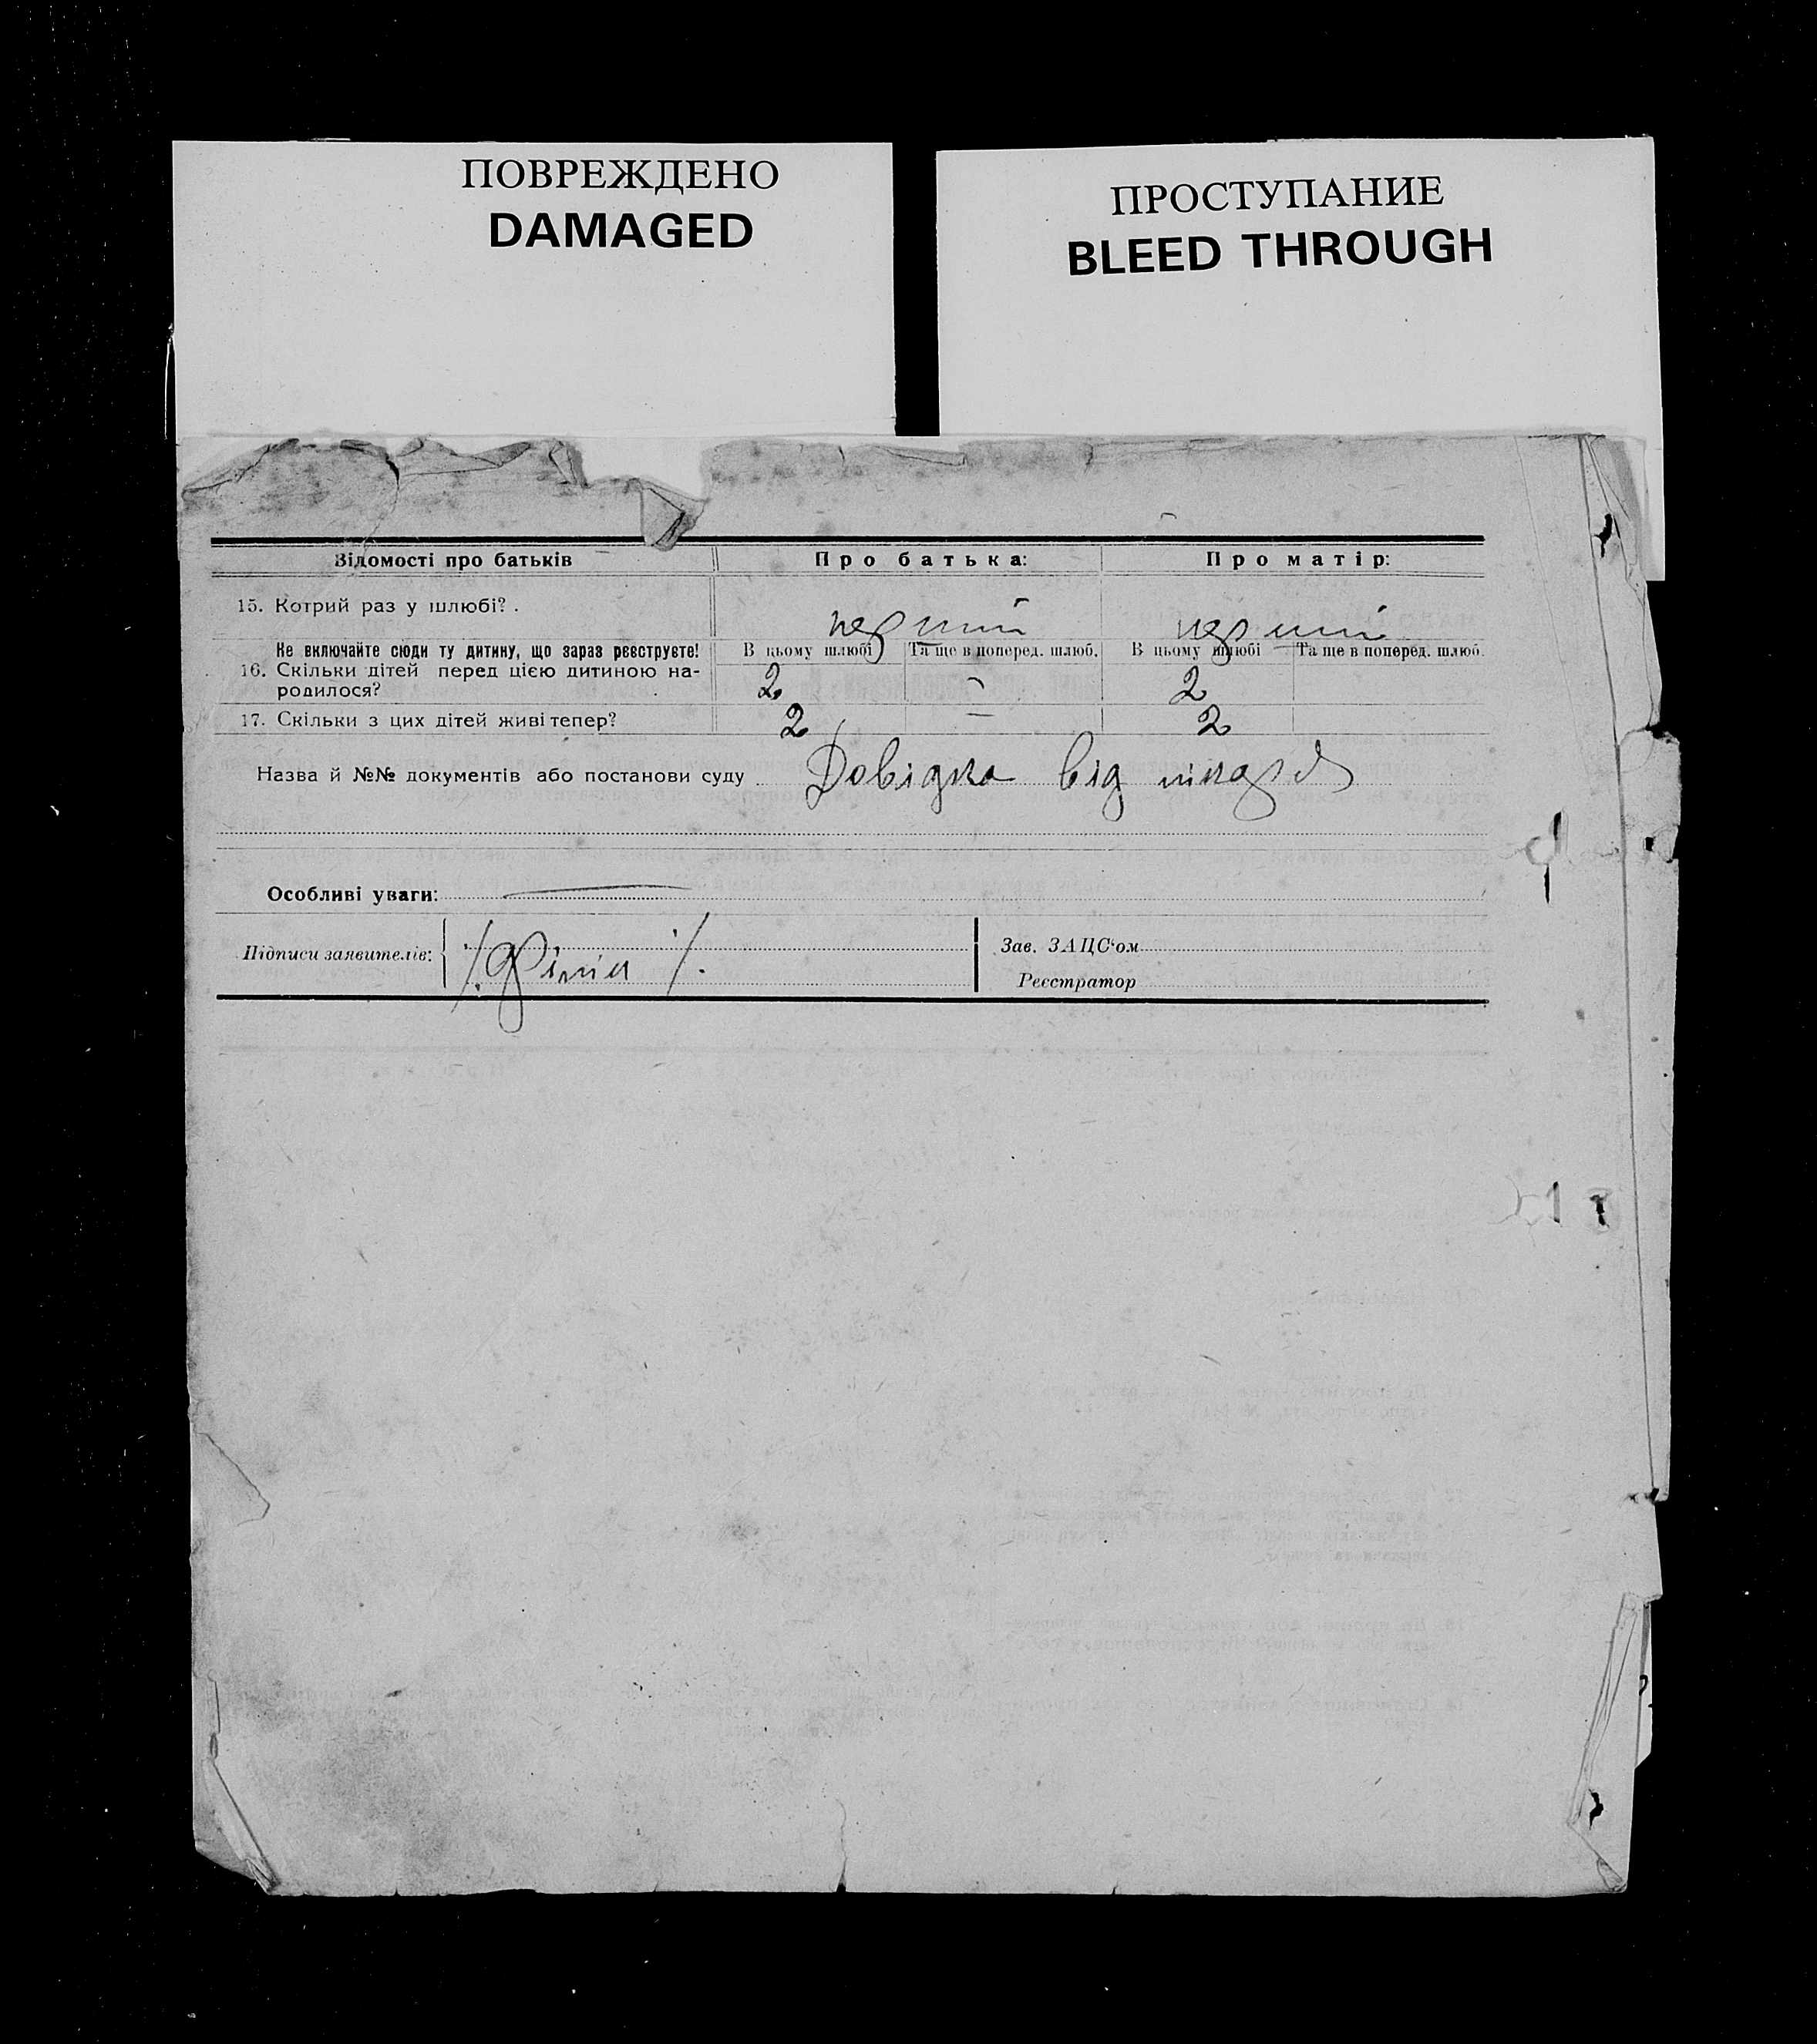 ПОВРЕЖДЕНО
DAMAGED
ПРОСТУПАНИЕ
BLEED THROUGH
Відомості про батьків Про батька: Про матір:
15. Котрий раз у шлюбі? . перший перший
Не включайте сюди ту дитину, що зараз реєструєте! В цьому шлюбі Та ще в поперед. шлюб. В цьому шлюбі Та ще в поперед. шлюб.
16. Скільки дітей перед цією дитиною на-
родилося? 2 - 2
17. Скільки з цих дітей живі тепер? 2 — 2
Назва й №№ документів або постанови суду Довідка від лікаря
Особливі уваги: —
Підписи заявителів: Зав. ЗАЦС‘ом
Реєстратор